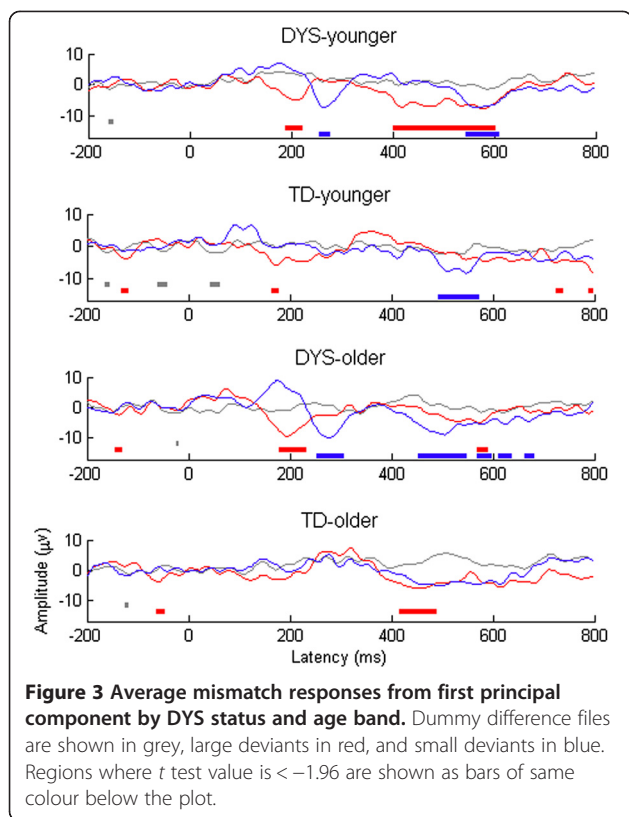 DYS-younger
10
0
-10
-200 0 200 400 600 800
TD-younger
10
0
-10
-200 0 200 400 600 800
DYS-older
10
0
-10
-200 0 200 400 600 800
TD-older
10
0
-10
Amplitude (μv)
-200 0 200 400 600 800
Latency (ms)
Figure 3 Average mismatch responses from first principal
component by DYS status and age band. Dummy difference files
are shown in grey, large deviants in red, and small deviants in blue.
Regions where t test value is < −1.96 are shown as bars of same
colour below the plot.